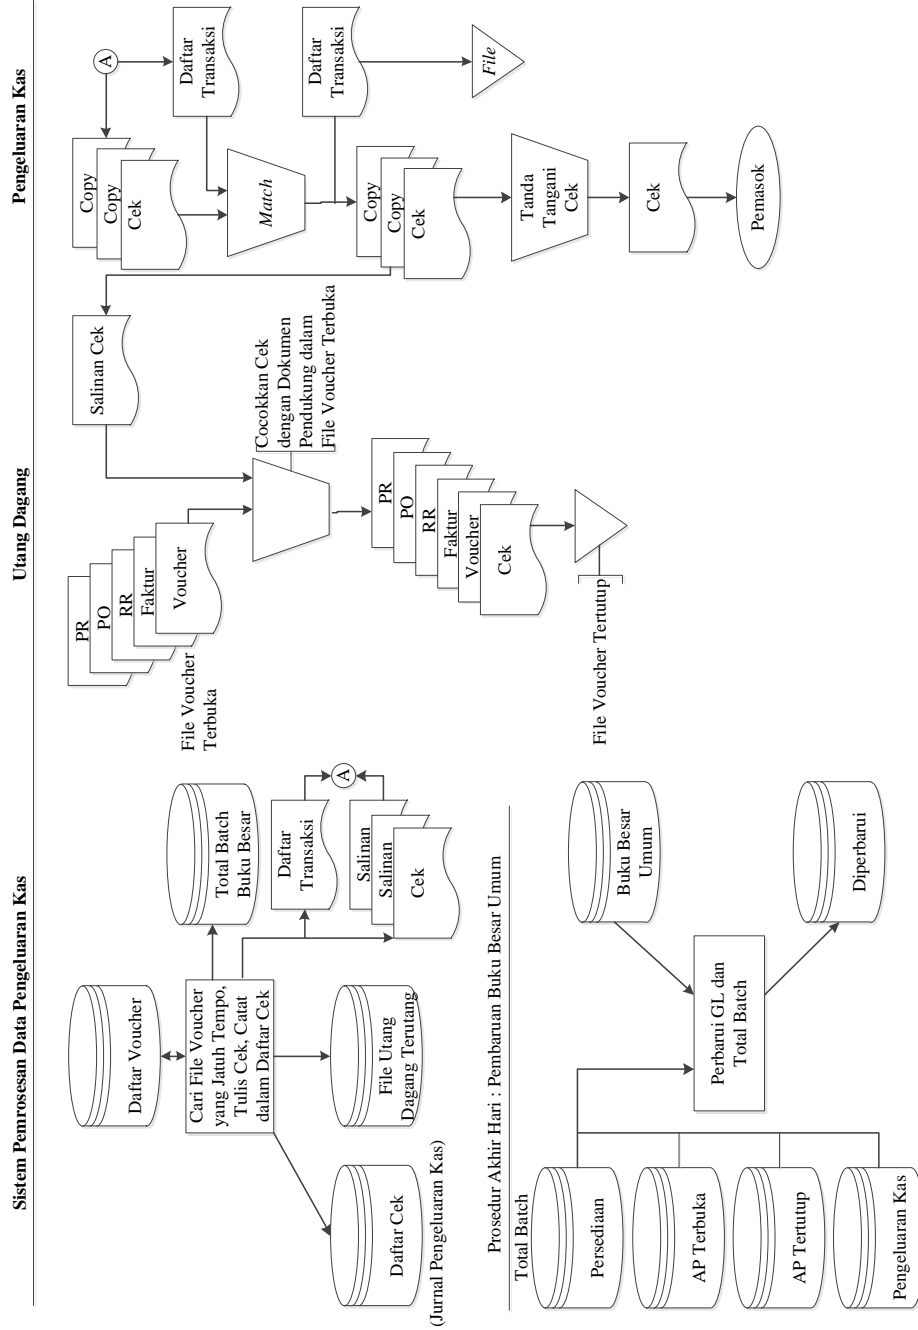 Sistem Pemrosesan Data Pengeluaran Kas
Daftar Voucher
Cari File Voucher
yang Jatuh Tempo,
Tulis Cek, Catat
dalam Daftar Cek
Total Batch
Buku Besar
Daftar
Transaksi
Salinan
Salinan
Cek
A
File Utang
Dagang Terutang
Daftar Cek
(Jurnal Pengeluaran Kas)
Prosedur Akhir Hari : Pembaruan Buku Besar Umum
Total Batch
Persediaan
AP Terbuka
AP Tertutup
Pengeluaran Kas
Perbarui GL dan
Total Batch
Buku Besar
Umum
Diperbarui
Utang Dagang
PR
PO
RR
Faktur
Voucher
File Voucher
Terbuka
Salinan Cek
Cocokkan Cek
dengan Dokumen
Pendukung dalam
File Voucher Terbuka
PR
PO
RR
Faktur
Voucher
Cek
File Voucher Tertutup
Pengeluaran Kas
A
Copy
Copy
Cek
Daftar
Transaksi
Match
Daftar
Transaksi
File
Copy
Copy
Cek
Tanda
Tangani
Cek
Cek
Pemasok